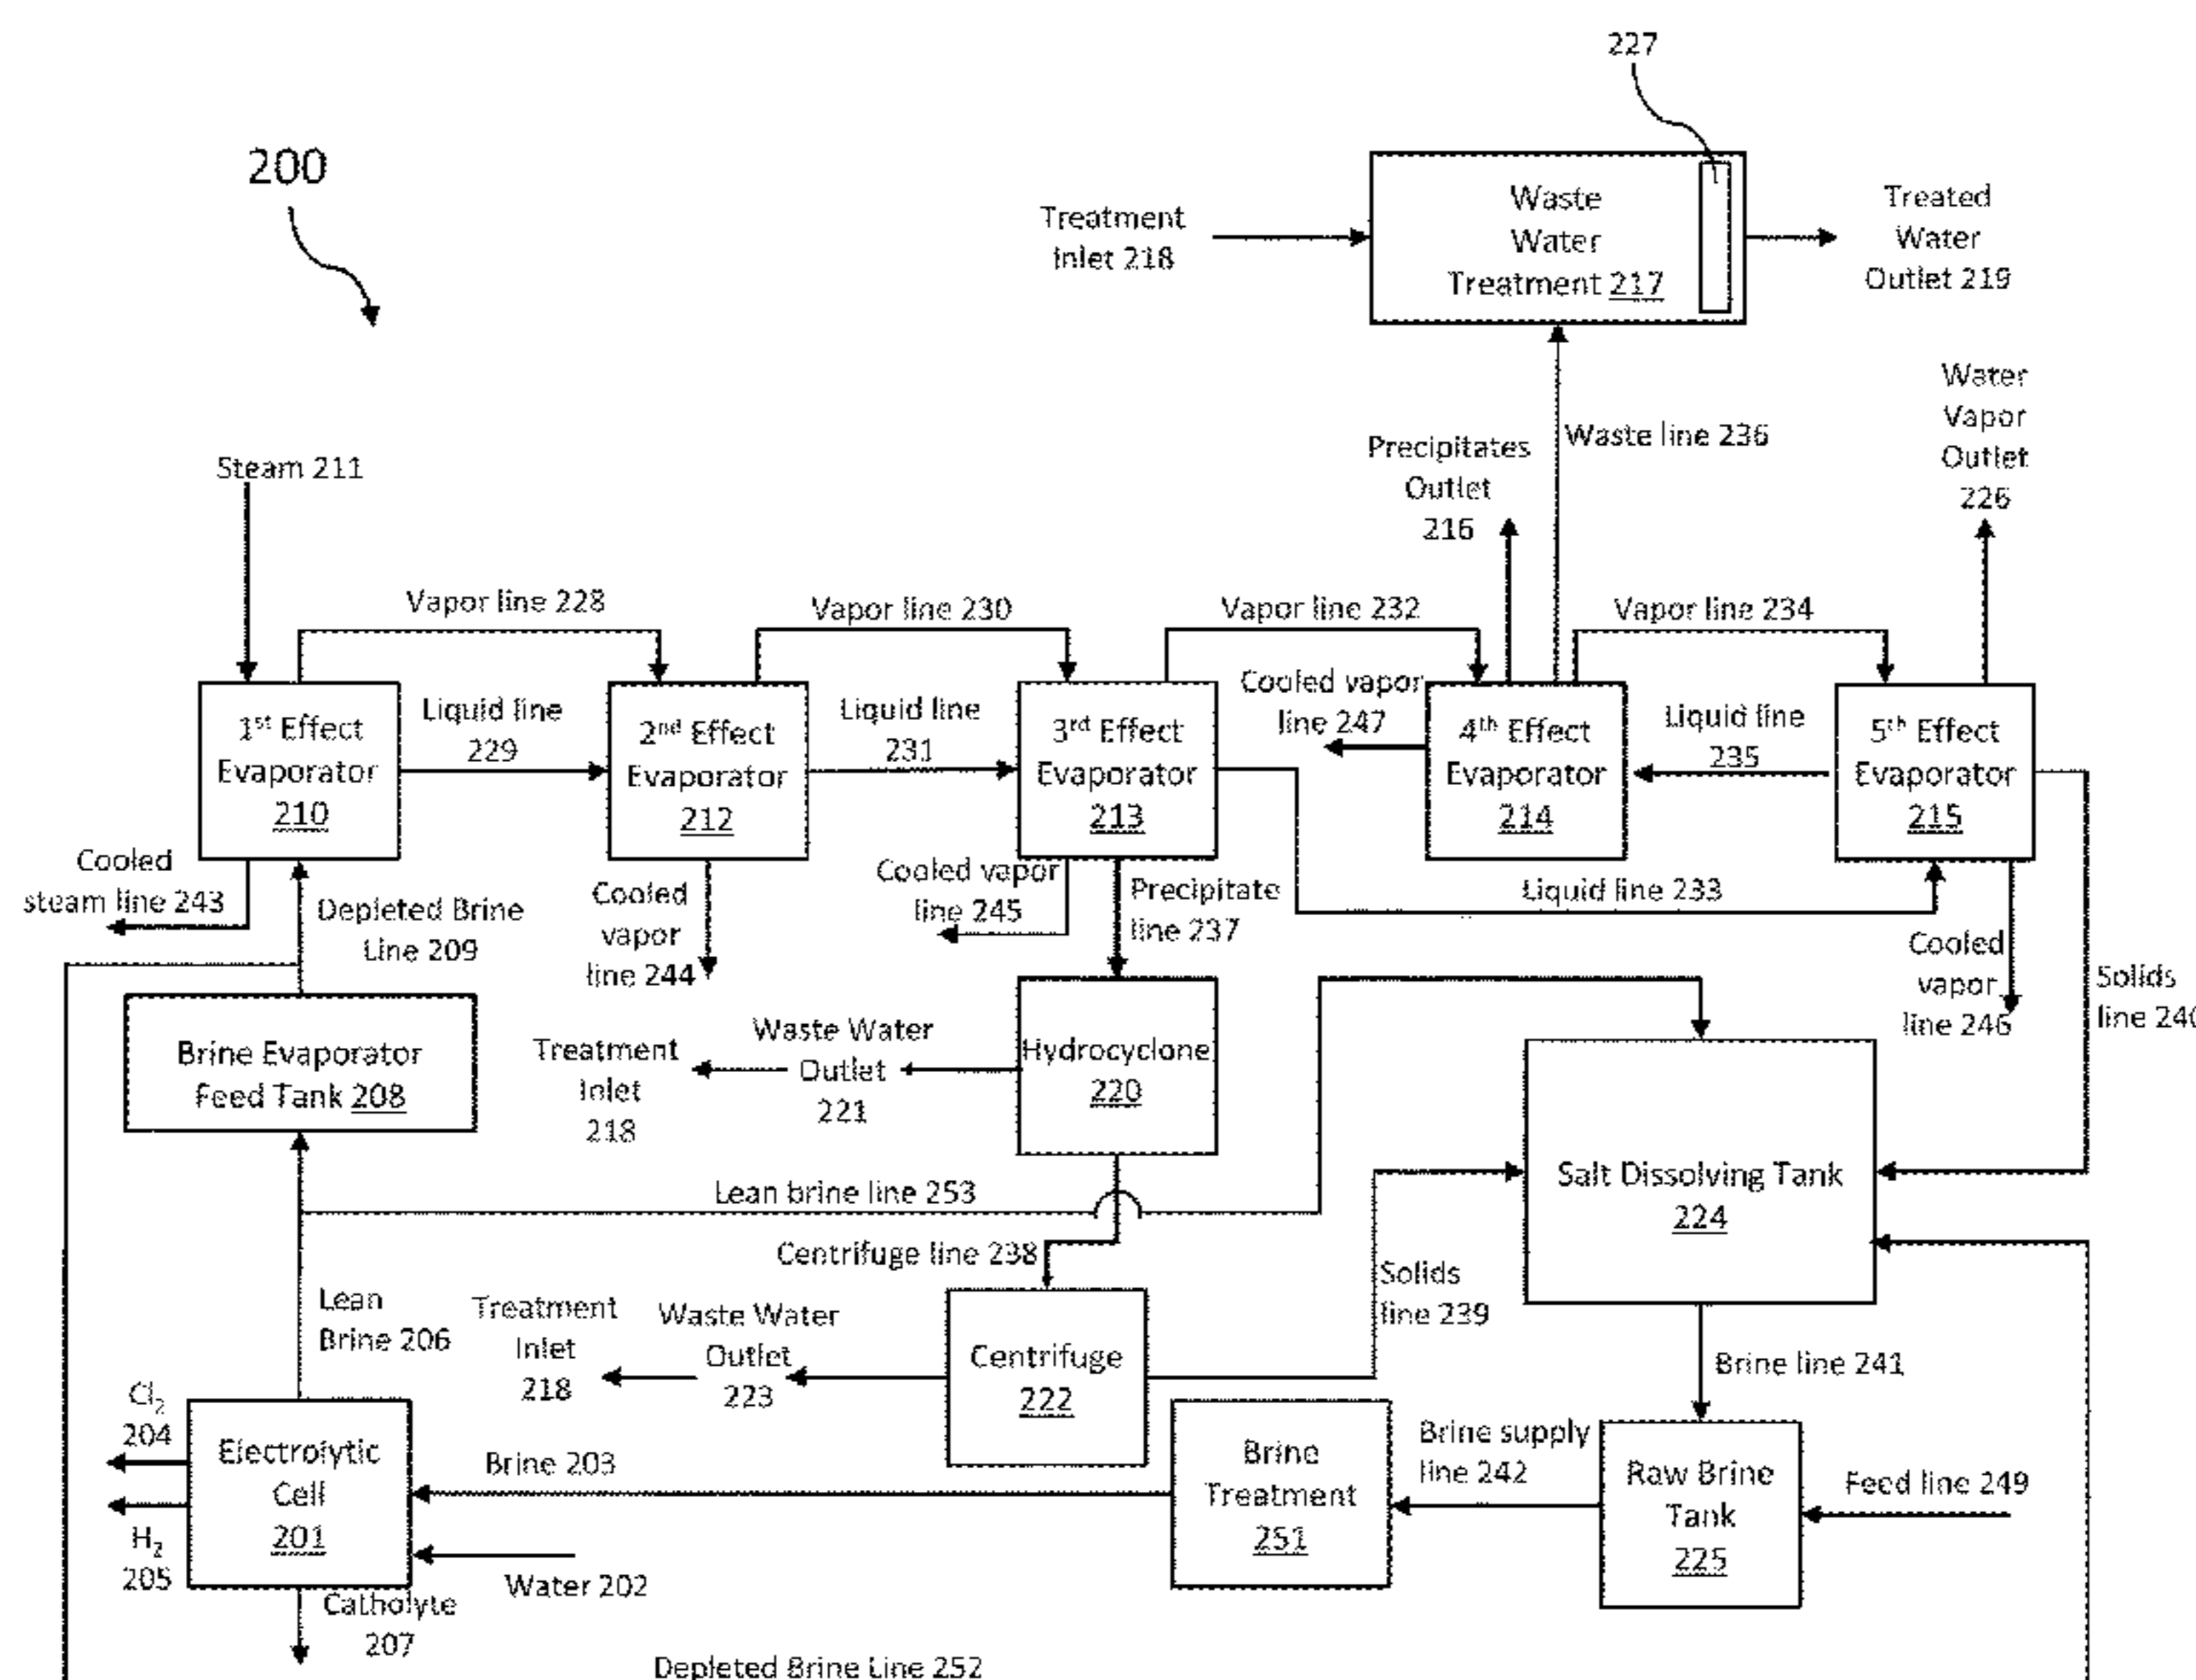 227
200
Treatment
Inlet 218
Waste
Water
Treatment 217
Treated
Water
Outlet 219
Water
Vapor
Outlet
226
Precipitates
Outlet
216
Waste line 236
Steam 211
Vapor line 228
Vapor line 230
Vapor line 232
Vapor line 234
1st Effect
Evaporator
210
Liquid line
229
2nd Effect
Evaporator
212
Liquid line
231
3rd Effect
Evaporator
213
Cooled vapor
line 247
4th Effect
Evaporator
214
Liquid line
235
5th Effect
Evaporator
215
Cooled
steam line 243
Depleted Brine
Line 209
Cooled
vapor
line 244
Cooled vapor
line 245
Precipitate
line 237
Liquid line 233
Cooled
vapor
line 246
Solids
line 240
Brine Evaporator
Feed Tank 208
Treatment
Inlet
218
Waste Water
Outlet
221
Hydrocyclone
220
Salt Dissolving Tank
224
Lean brine line 253
Centrifuge line 238
Solids
line 239
Lean
Brine 206
Treatment
Inlet
218
Waste Water
Outlet
223
Centrifuge
222
Brine line 241
Cl2
204
H2
205
Electrolytic
Cell
201
Brine 203
Water 202
Catholyte
207
Brine
Treatment
251
Brine supply
line 242
Raw Brine
Tank
225
Feed line 249
Depleted Brine Line 252